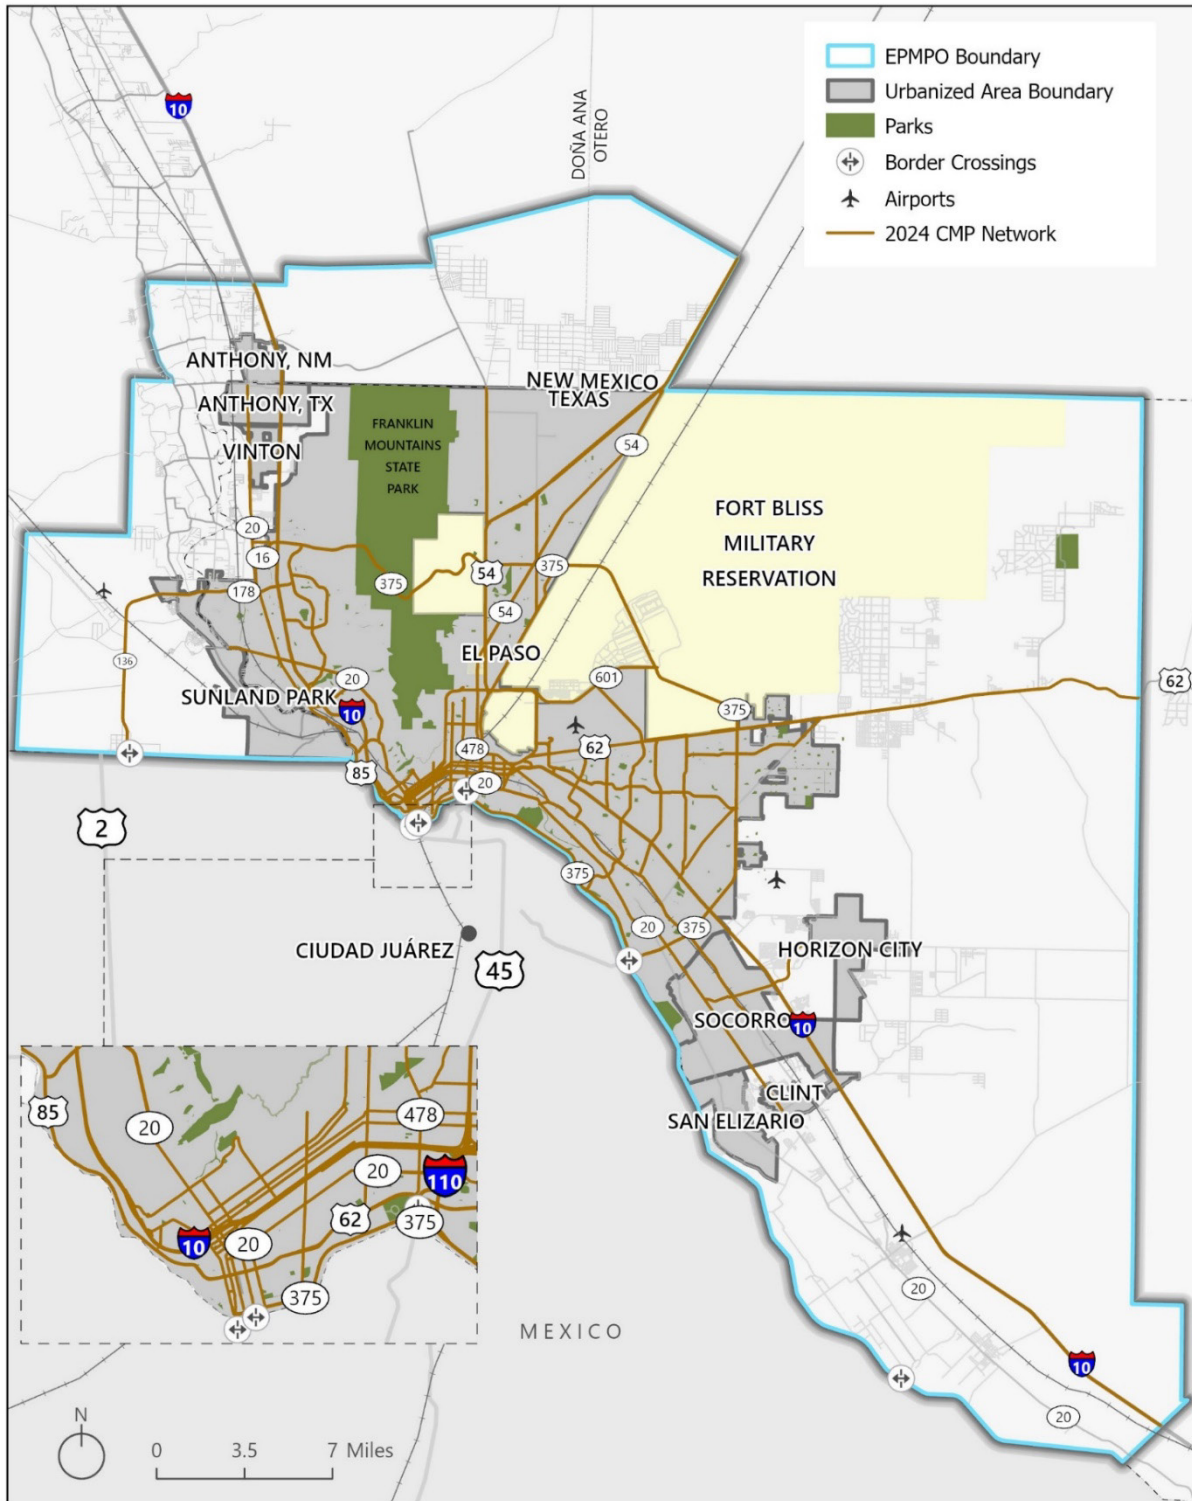 10
DOÑA ANA
OTERO
EPMPO Boundary
Urbanized Area Boundary
Parks
Border Crossings
Airports
2024 CMP Network
ANTHONY, NM
NEW MEXICO
TEXAS
ANTHONY, TX
VINTON
FRANKLIN
MOUNTAINS
STATE
PARK
54
FORT BLISS
MILITARY
RESERVATION
20
16
178
375
54
375
54
136
EL PASO
601
62
20
SUNLAND PARK
10
375
478
62
85
20
2
375
20
375
CIUDAD JUÁREZ
45
HORIZON CITY
SOCORRO
10
CLINT
SAN ELIZARIO
85
20
478
20
110
62
375
10
20
375
20
MEXICO
10
20
N
0 3.5 7 Miles